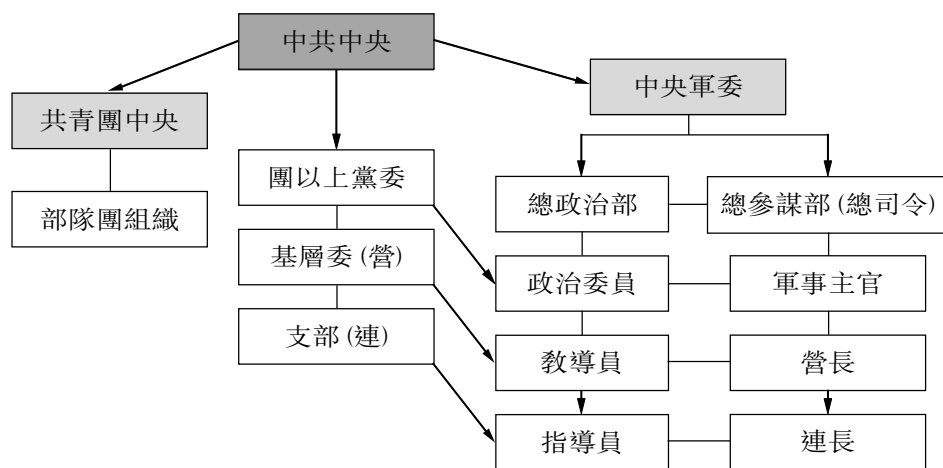 中共中央
中央軍委
共青團中央
團以上黨委
總政治部
總參謀部(總司令)
部隊團組織
基層委(營)
政治委員
軍事主官
支部(連)
教導員
營長
指導員
連長